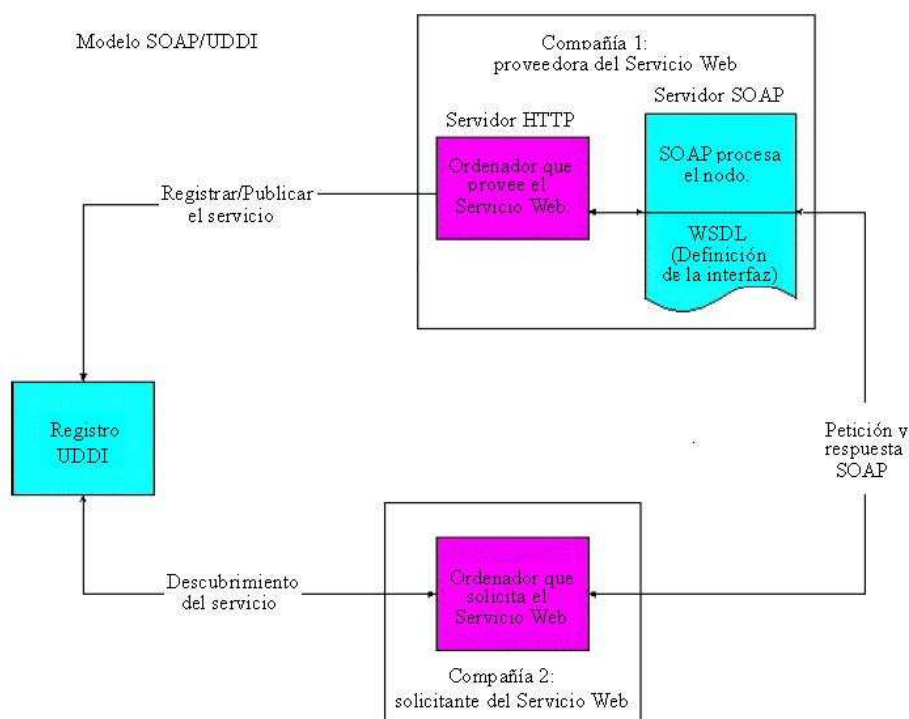 Modelo SOAP/UDDI
Compañía 1:
proveedora del Servicio Web
Servidor SOAP
Servidor HTTP
Ordenador que
provee el
Servicio Web.
SOAP procesa
el nodo.
WSDL
(Definición
de la interfaz)
Registrar/Publicar
el servicio
Registro
UDDI
Petición y
respuesta
SOAP
Descubrimiento
del servicio
Ordenador que
solicita el
Servicio Web
Compañía 2:
solicitante del Servicio Web